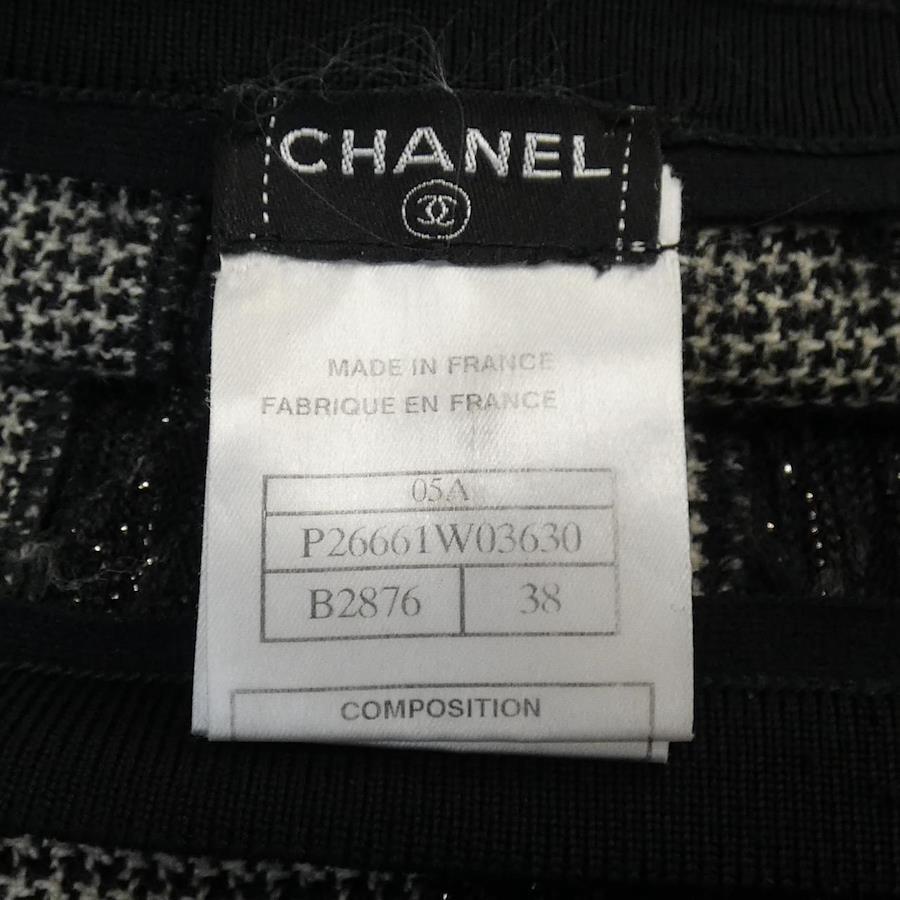 CHANEL
MADE IN FRANCE
FABRIQUE EN FRANCE
05A
P26661W03630
B2876 38
COMPOSITION